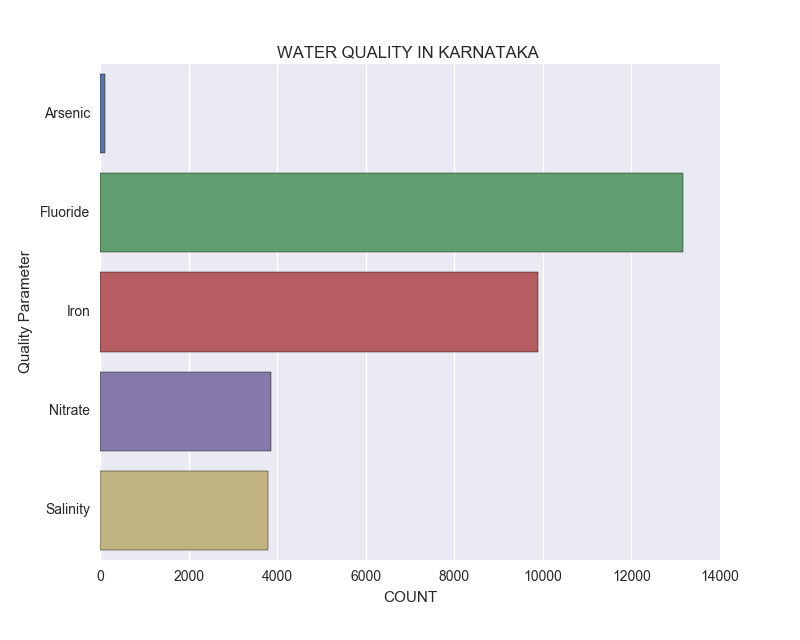 WATER QUALITY IN KARNATAKA
Quality Parameter
Arsenic
Fluoride
Iron
Nitrate
Salinity
0 2000 4000 6000 8000 10000 12000 14000
COUNT